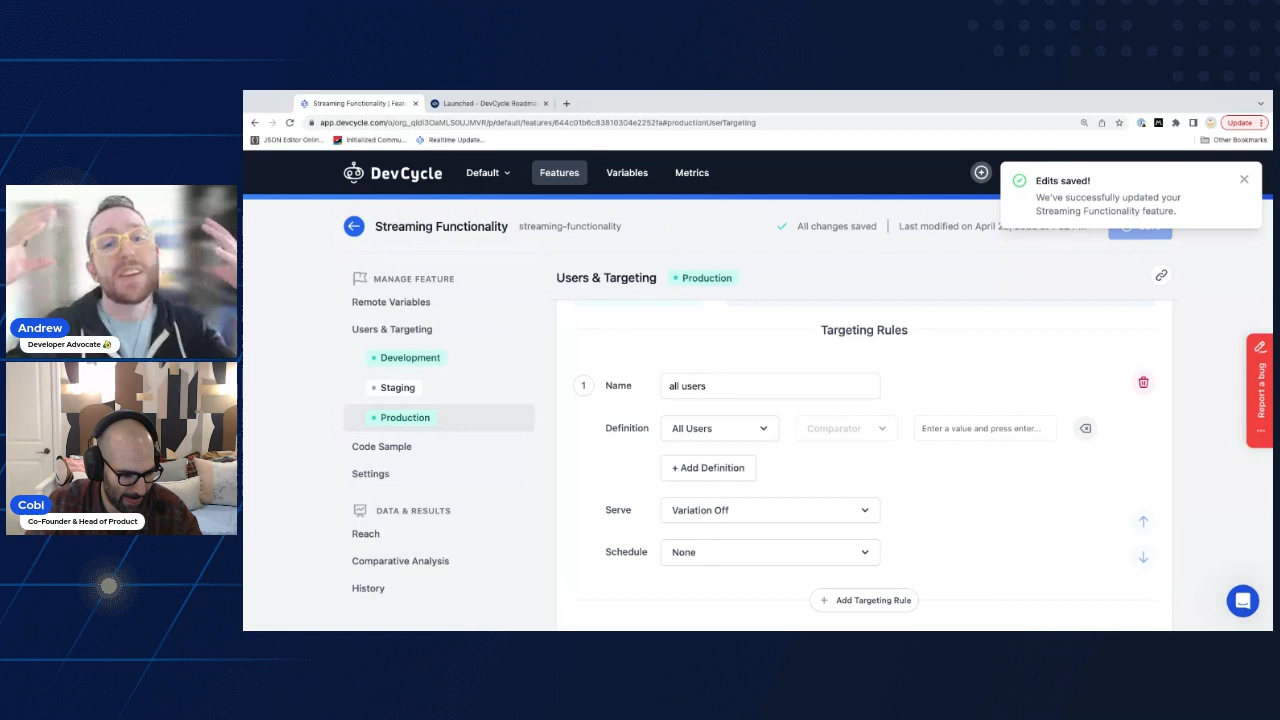 Streaming Functionality | Feat
Launched - DevCycle Roadma
app.devcycle.com/o/org_qIdi3OaMLS0UJMVR/p/default/features/644c01b6c83810304e2252fa#productionUserTargeting
Update
JSON Editor Onlin...
Initialized Commu...
Realtime Update...
Other Bookmarks
DevCycle
Default
Features
Variables
Metrics
Edits saved!
We've successfully updated your
Streaming Functionality feature.
Streaming Functionality
streaming-functionality
All changes saved
Last modified on April
MANAGE FEATURE
Remote Variables
Users & Targeting
Development
Staging
Production
Code Sample
Settings
DATA & RESULTS
Reach
Comparative Analysis
History
Users & Targeting
Production
Targeting Rules
1
Name
all users
Definition
All Users
Comparator
Enter a value and press enter...
+ Add Definition
Serve
Variation Off
Schedule
None
+ Add Targeting Rule
Report a bug
Andrew
Developer Advocate
Cobi
Co-Founder & Head of Product